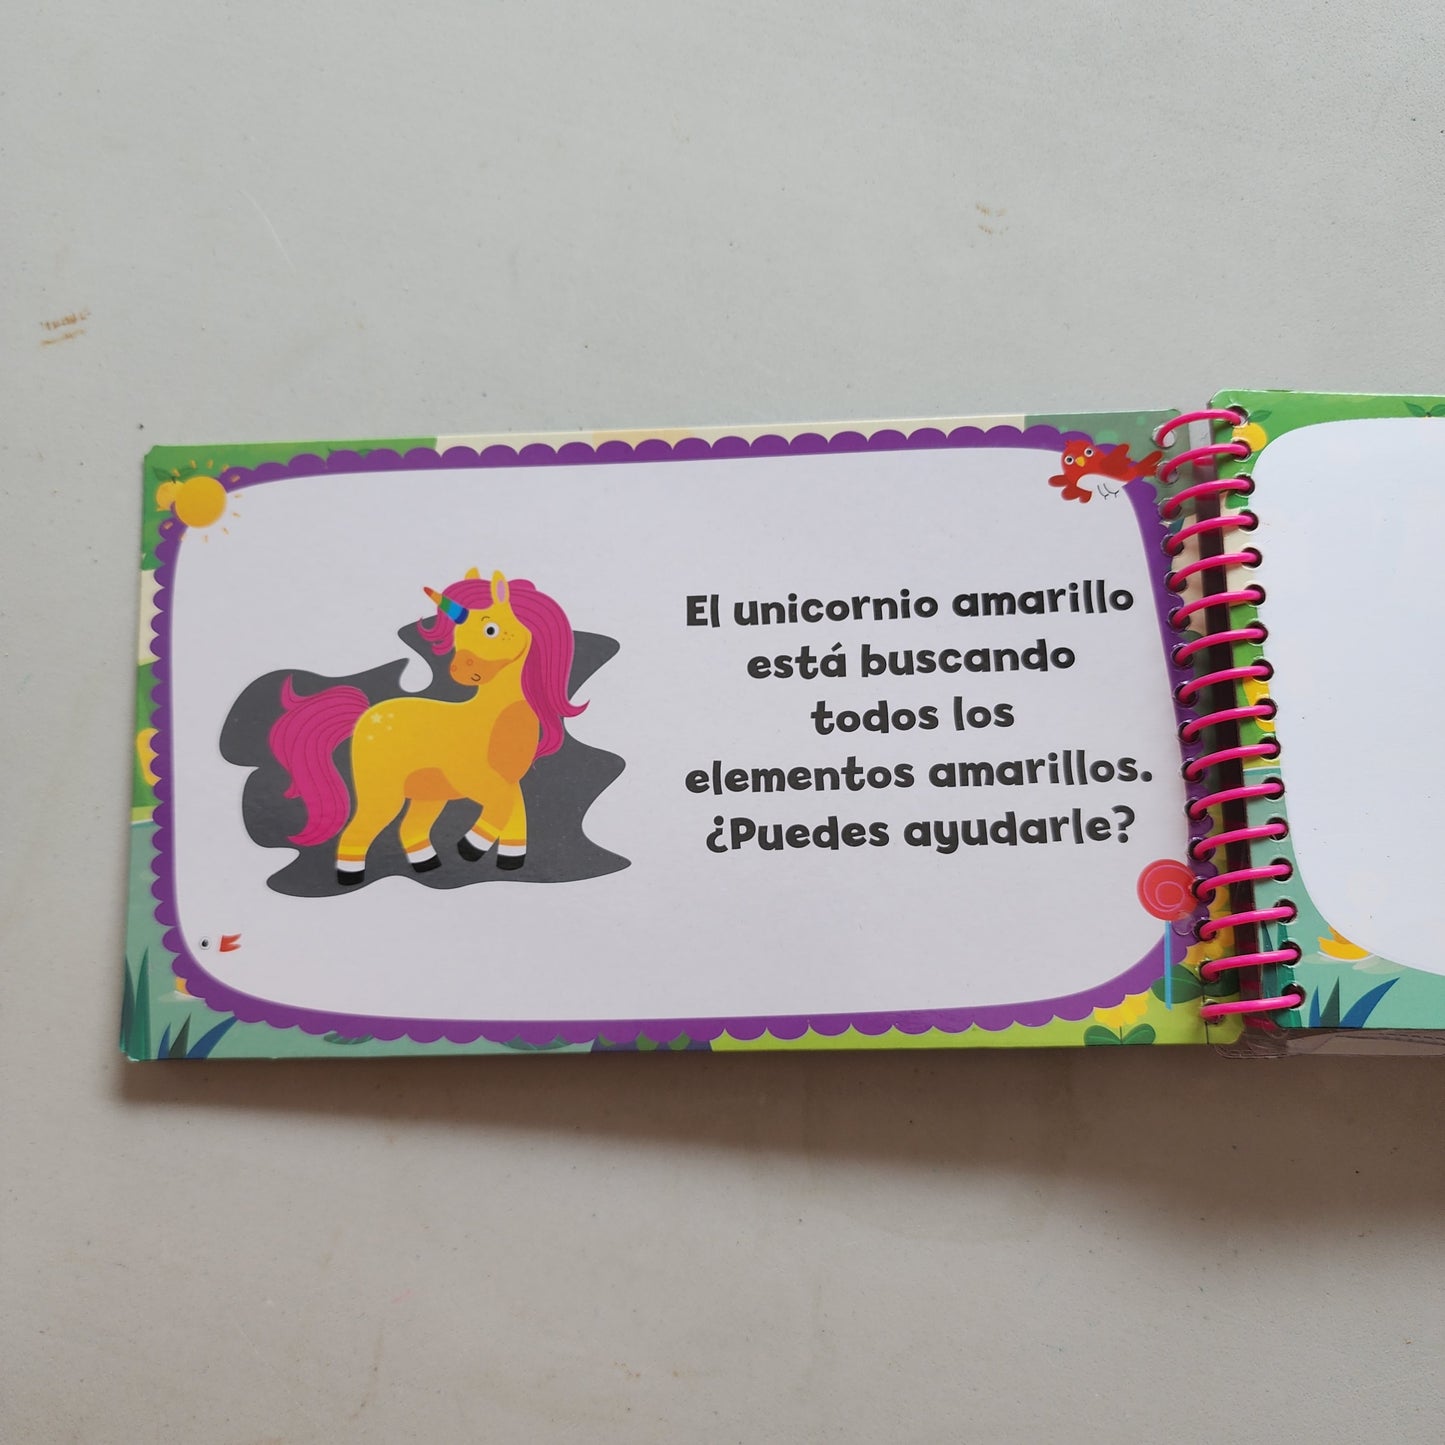 El unicornio amarillo
está buscando
todos los
elementos amarillos.
¿Puedes ayudarle?